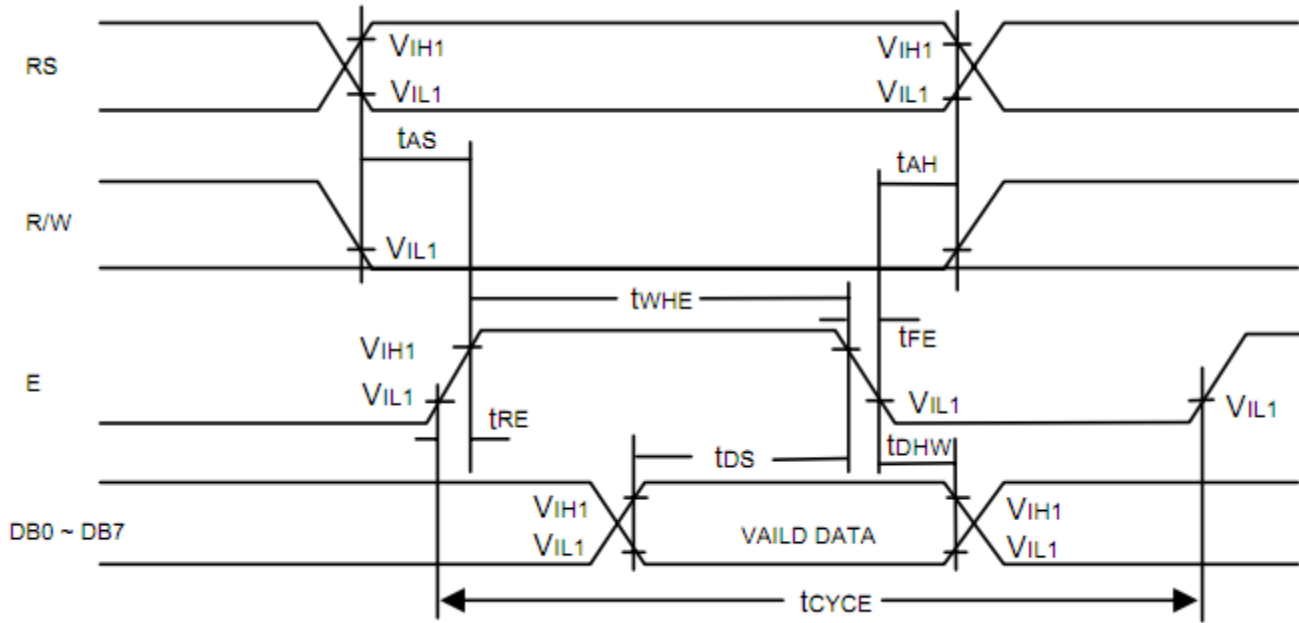 RS
VIH1
VIL1
VIH1
VIL1
tAS
tAH
R/W
VIL1
tWHE
tFE
E
VIH1
VIL1
VIL1
VIL1
tRE
tDS
tDHW
DB0 ~ DB7
VIH1
VIL1
VAILD DATA
VIH1
VIL1
tCYCE